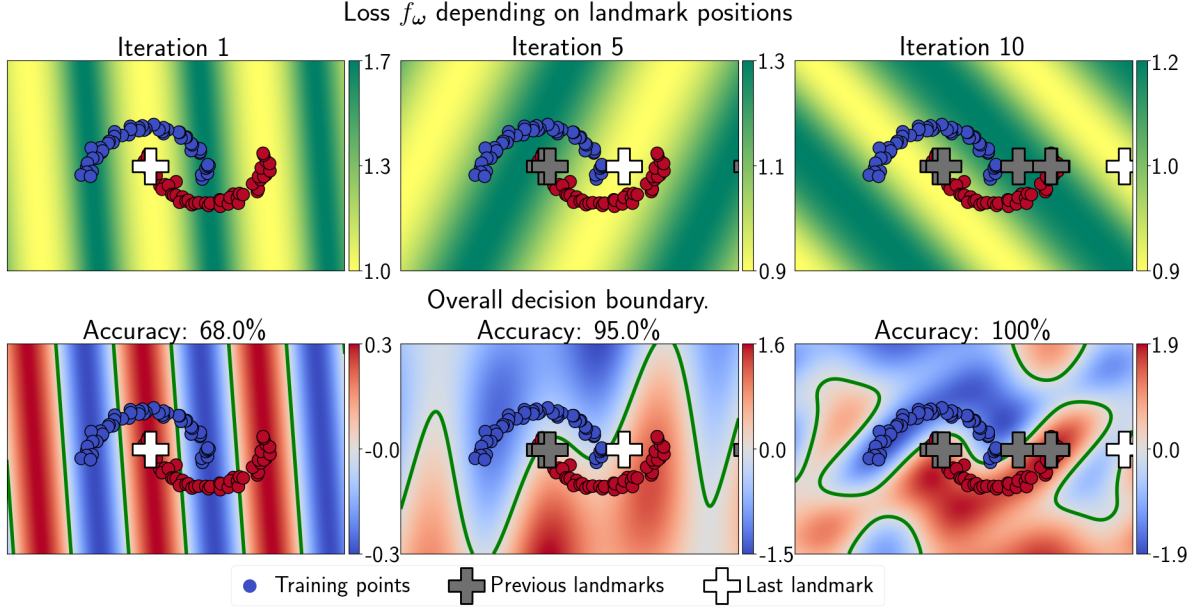 Loss f_ω depending on landmark positions
Iteration 1
Iteration 5
Iteration 10
1.7
1.3
1.0
1.3
1.1
0.9
1.2
1.0
0.9
Overall decision boundary.
Accuracy: 68.0%
Accuracy: 95.0%
Accuracy: 100%
0.3
-0.0
-0.3
1.6
0.0
-1.5
1.9
0.0
-1.9
Training points
Previous landmarks
Last landmark